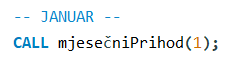 -- JANUAR --
CALL mjesečniPrihod(1);